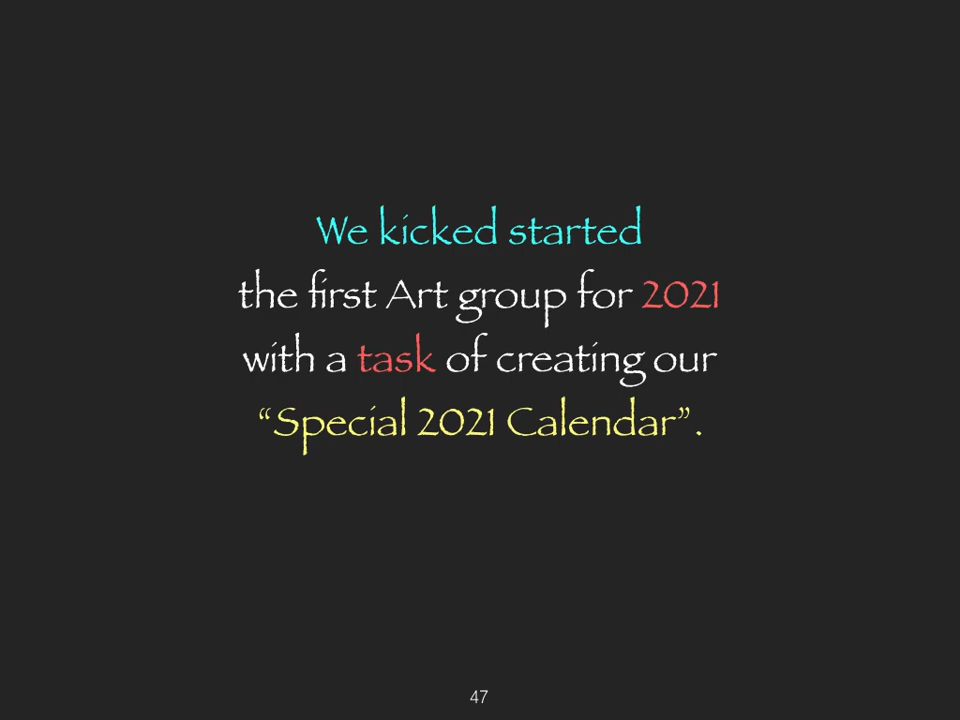 We kicked started
the first Art group for 2021
with a task of creating our
“Special 2021 Calendar”.
47